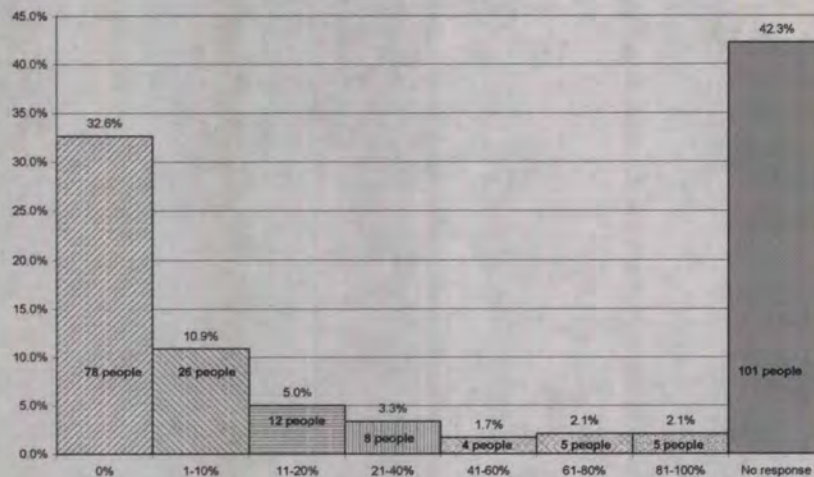 45.0%
42.3%
40.0%
35.0%
32.6%
30.0%
25.0%
20.0%
15.0%
10.9%
10.0%
78 people
26 people
101 people
5.0%
5.0%
12 people
3.3%
8 people
1.7%
4 people
2.1%
5 people
2.1%
5 people
0.0%
0% 1-10% 11-20% 21-40% 41-60% 61-80% 81-100% No response